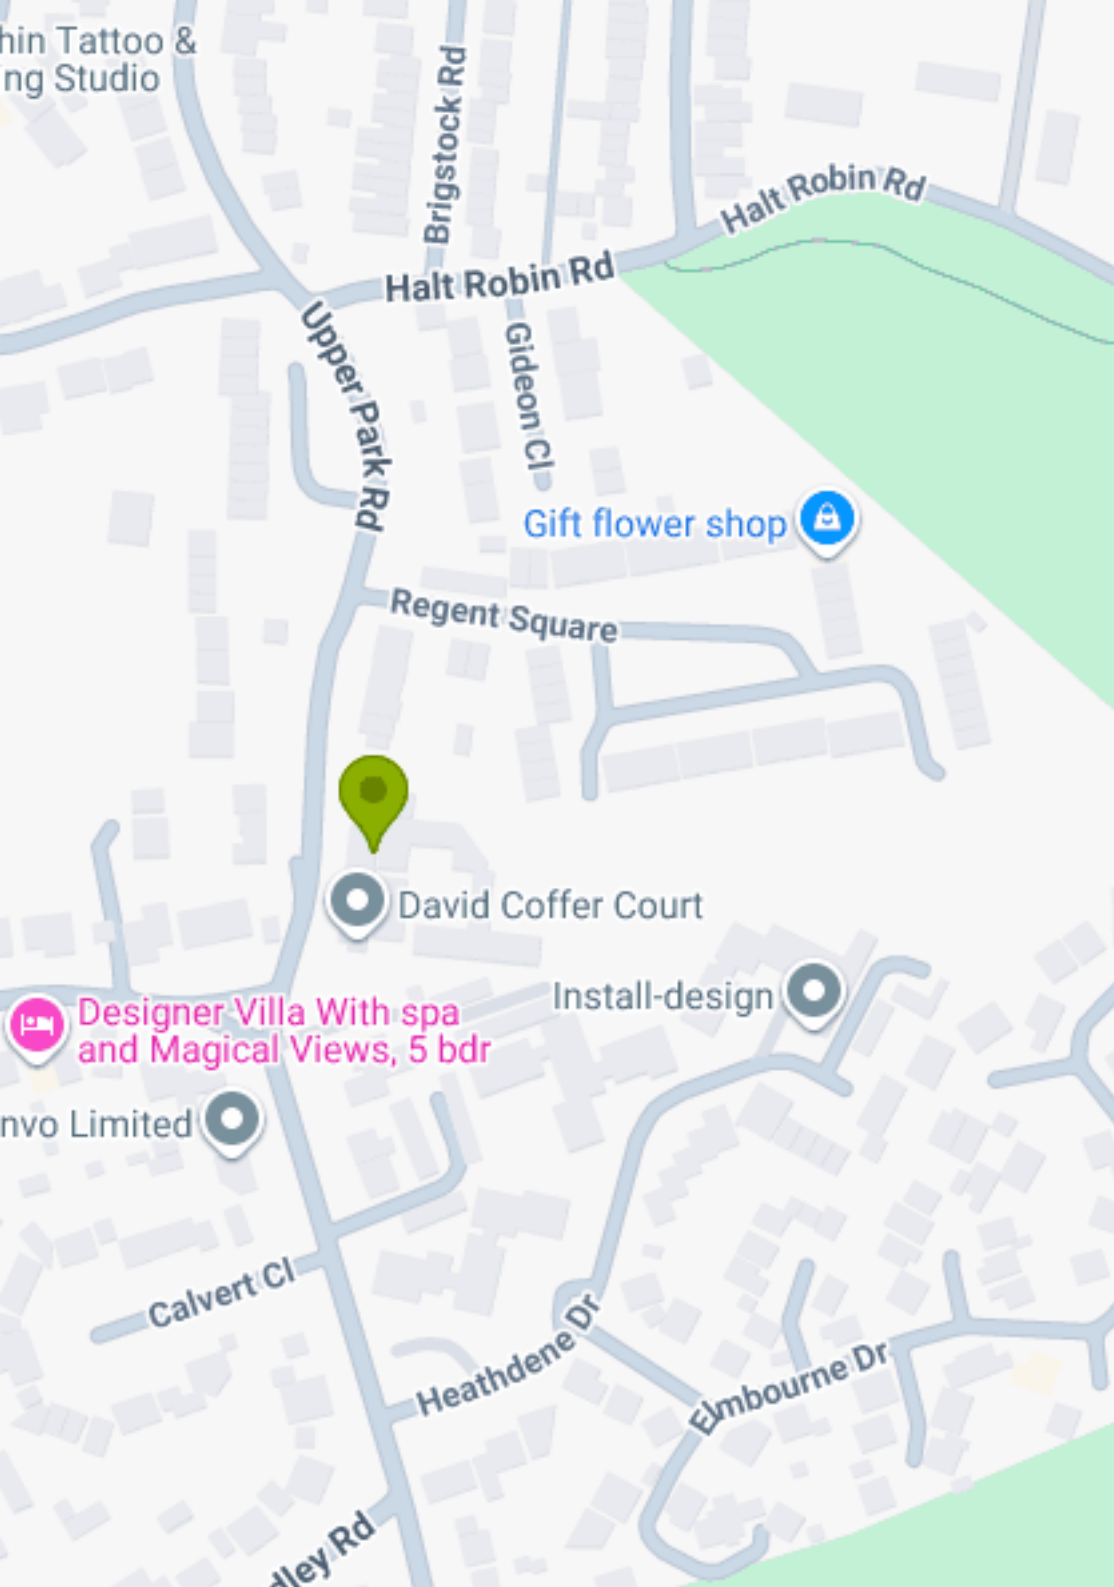 hin Tattoo &
ing Studio
Brigstock Rd
Halt Robin Rd
Halt Robin Rd
Upper Park Rd
Gideon Cl
Gift flower shop
Regent Square
David Coffer Court
Install-design
Designer Villa With spa
and Magical Views, 5 bdr
nvo Limited
Calvert Cl
Heathdene Dr
Elmbourne Dr
dley Rd